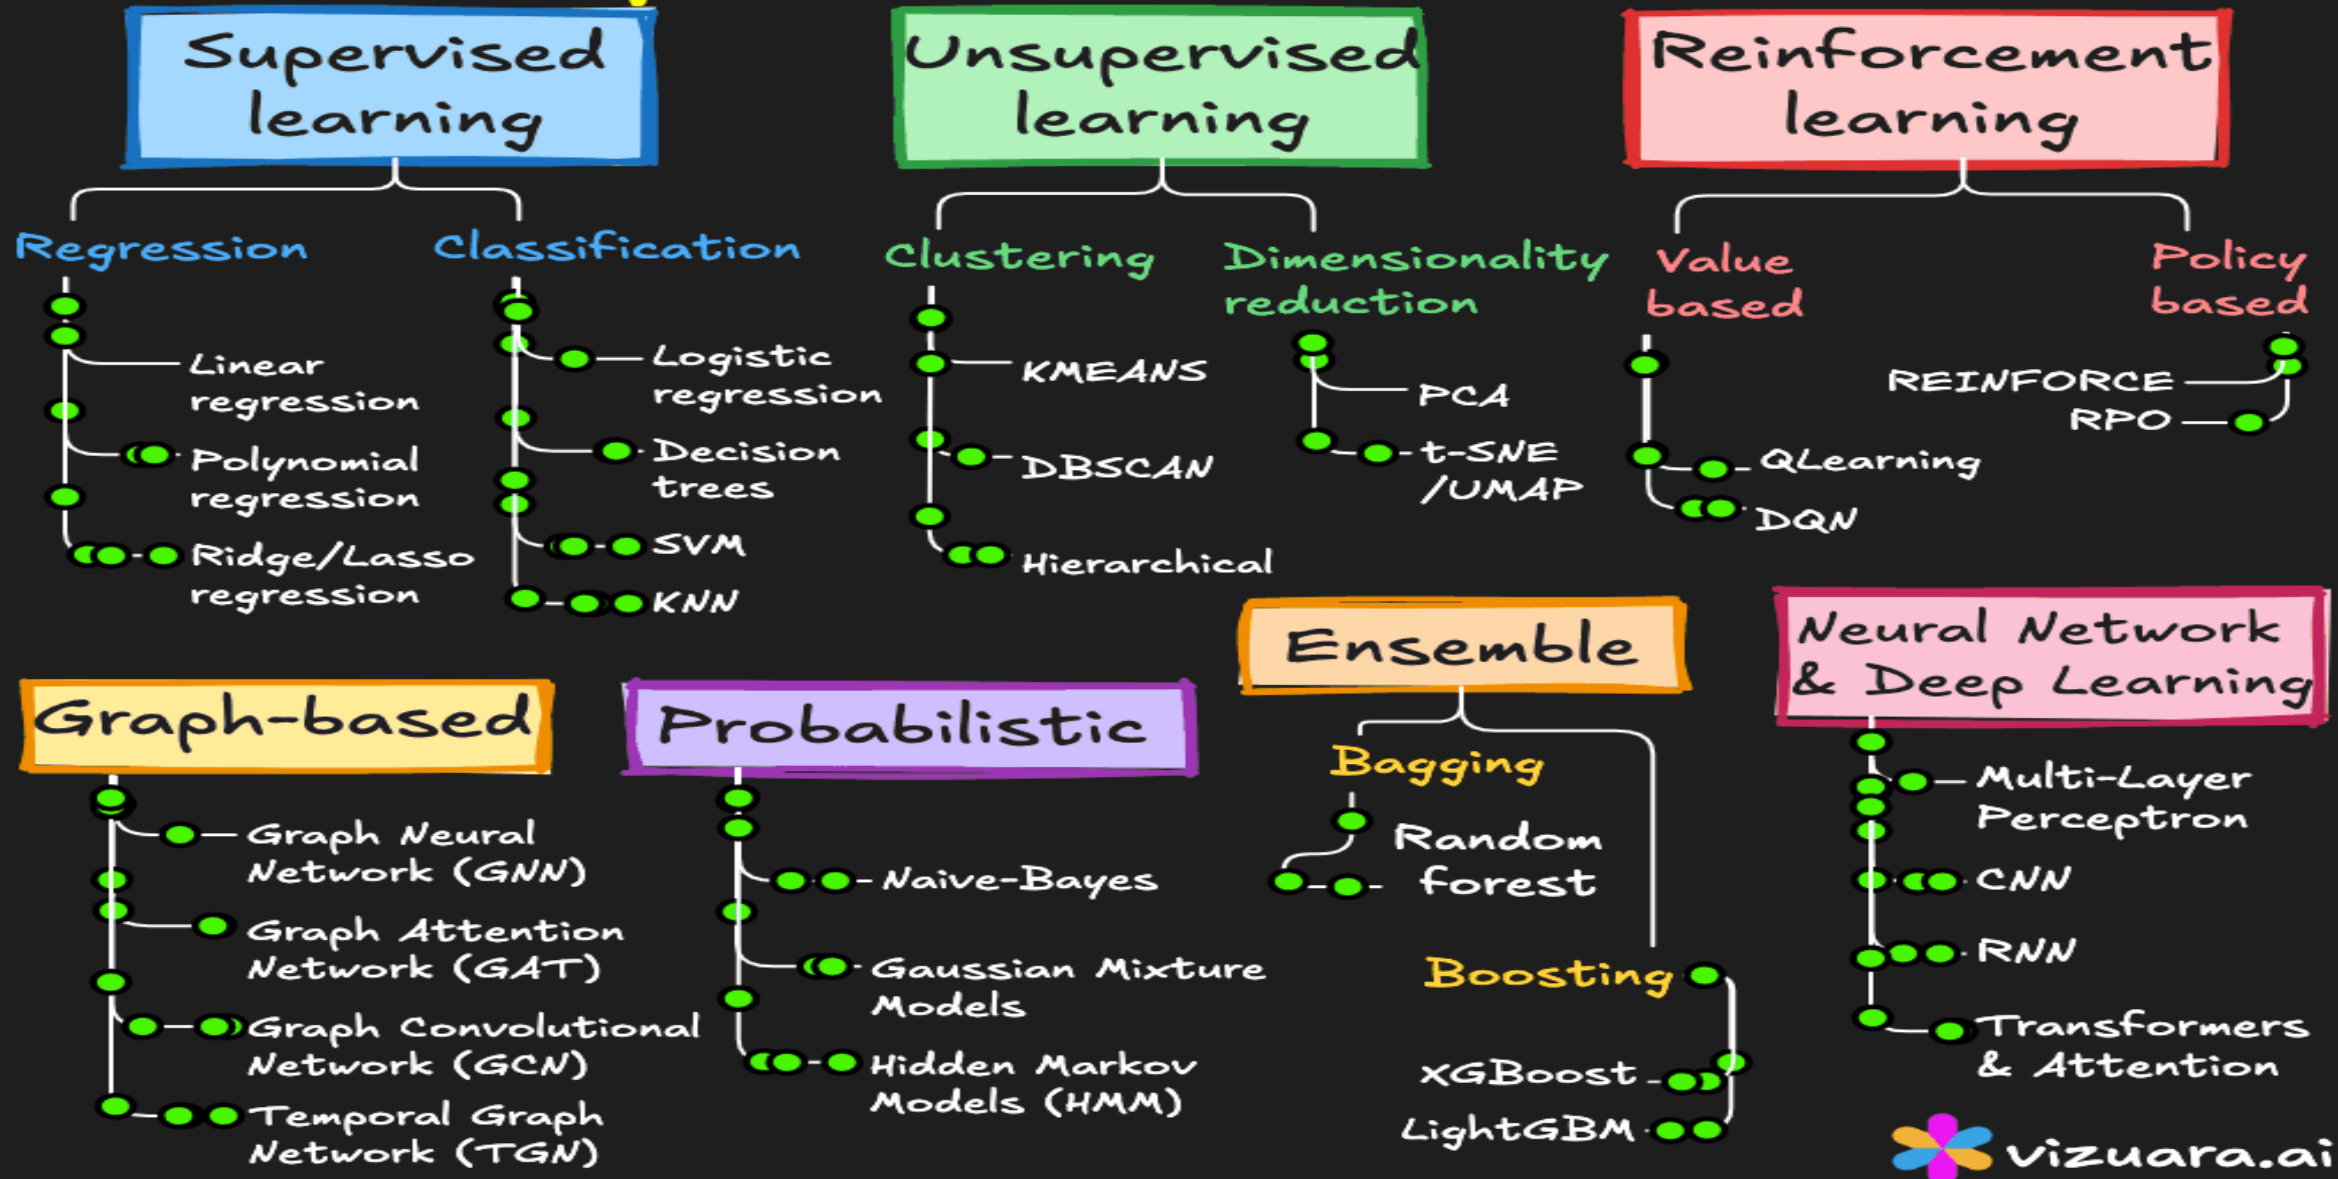 Supervised
learning
Regression
Linear
regression
Polynomial
regression
Ridge/Lasso
regression
Classification
Logistic
regression
Decision
trees
SVM
KNN
Unsupervised
learning
Clustering
KMEANS
DBSCAN
Hierarchical
Dimensionality
reduction
PCA
t-SNE
/UMAP
Reinforcement
learning
Value
based
QLearning
DQN
Policy
based
REINFORCE
RPO
Graph-based
Graph Neural
Network (GNN)
Graph Attention
Network (GAT)
Graph Convolutional
Network (GCN)
Temporal Graph
Network (TGN)
Probabilistic
Naive-Bayes
Gaussian Mixture
Models
Hidden Markov
Models (HMM)
Ensemble
Bagging
Random
forest
Boosting
XGBoost
LightGBM
Neural Network
& Deep Learning
Multi-Layer
Perceptron
CNN
RNN
Transformers
& Attention
vizuara.ai